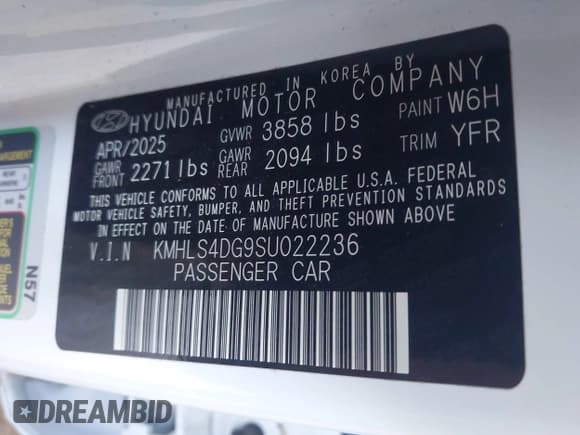 MANUFACTURED IN KOREA BY
HYUNDAI MOTOR COMPANY
APR/2025 GVWR 3858 lbs PAINT W6H
GAWR FRONT 2271 lbs GAWR REAR 2094 lbs TRIM YFR
THIS VEHICLE CONFORMS TO ALL APPLICABLE U.S.A. FEDERAL
MOTOR VEHICLE SAFETY, BUMPER, AND THEFT PREVENTION STANDARDS
IN EFFECT ON THE DATE OF MANUFACTURE SHOWN ABOVE
V.I.N KMHLS4DG9SU022236
PASSENGER CAR
N57
DREAMBID